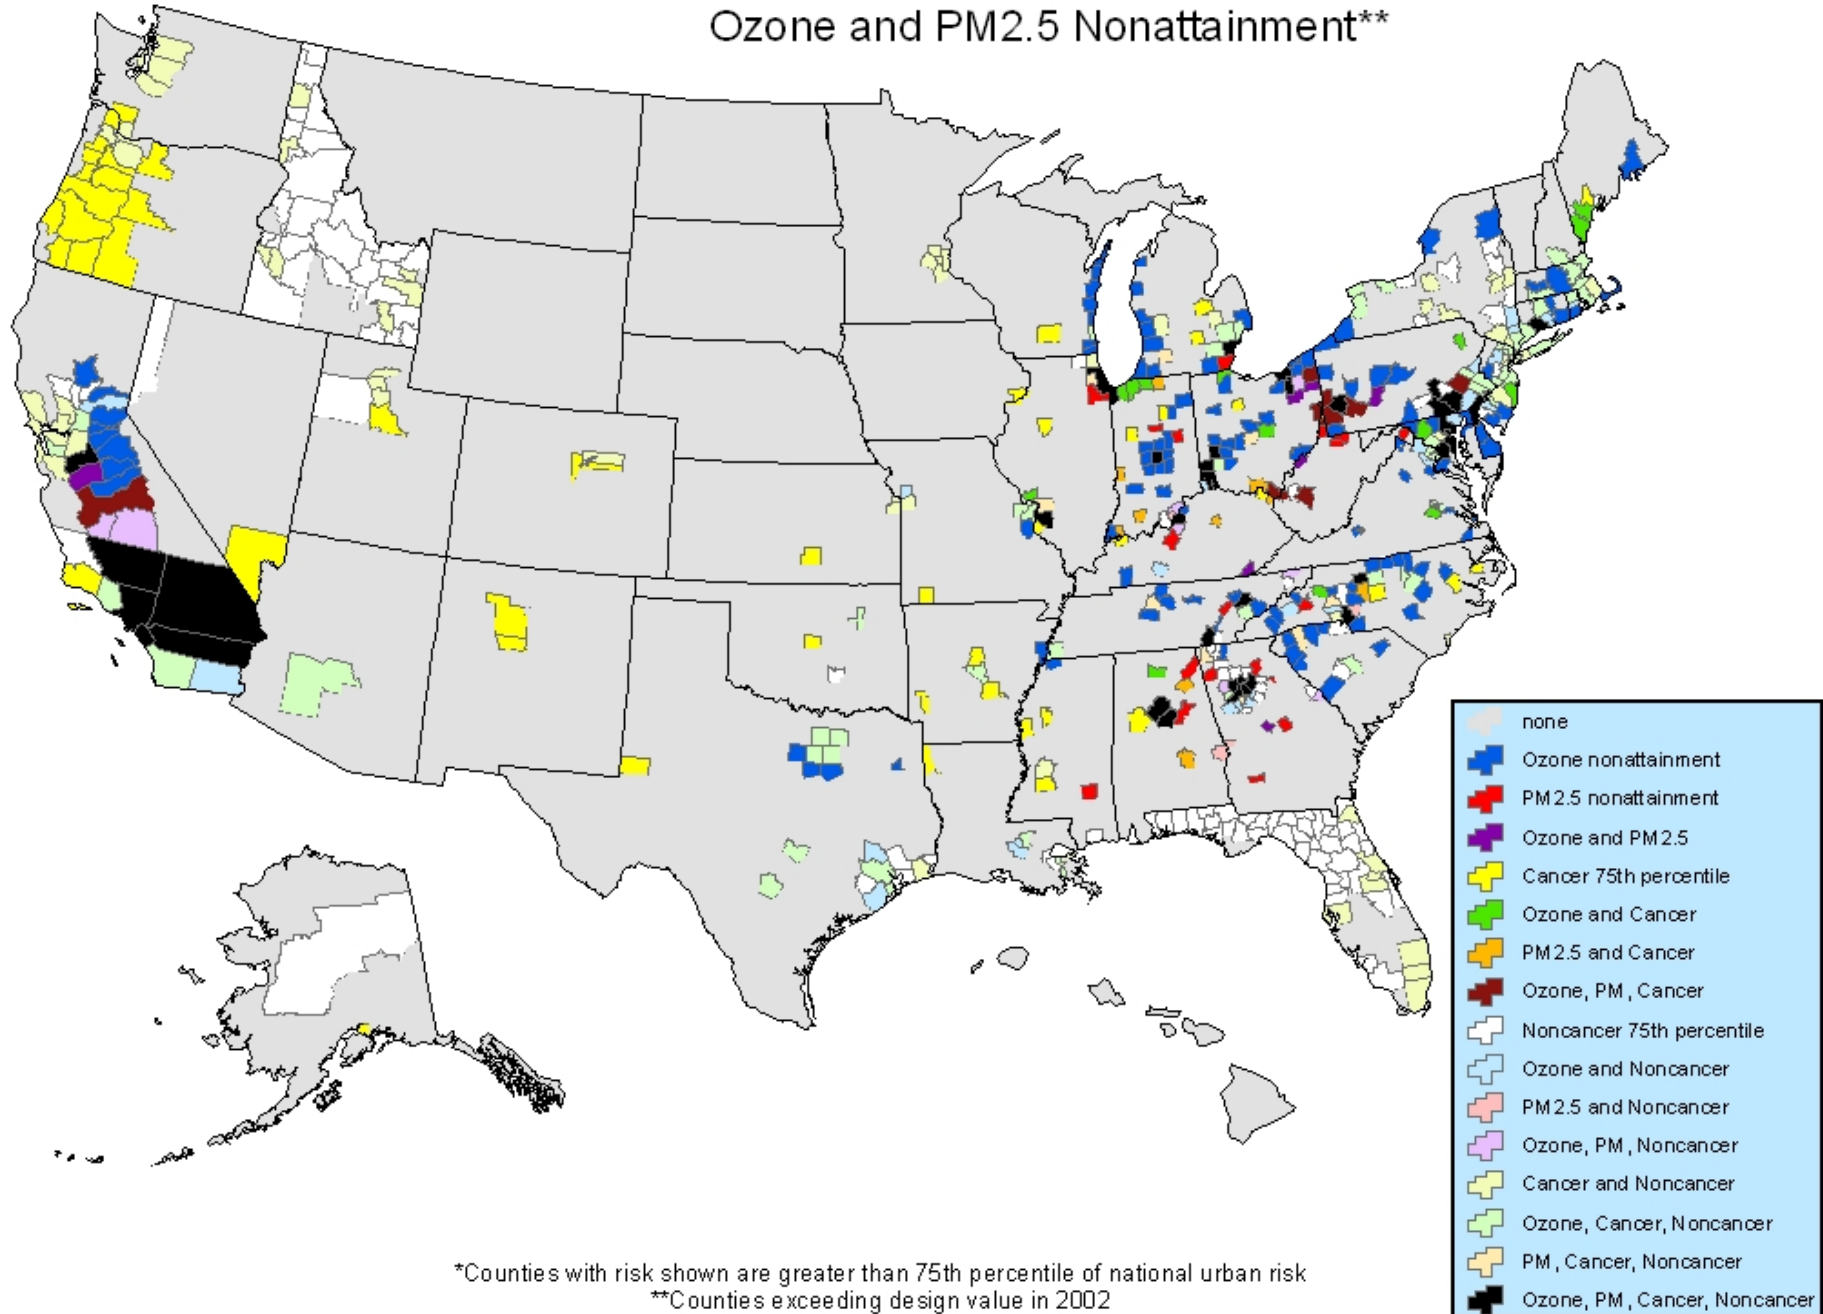 Ozone and PM2.5 Nonattainment**
none
Ozone nonattainment
PM2.5 nonattainment
Ozone and PM2.5
Cancer 75th percentile
Ozone and Cancer
PM2.5 and Cancer
Ozone, PM, Cancer
Noncancer 75th percentile
Ozone and Noncancer
PM2.5 and Noncancer
Ozone, PM, Noncancer
Cancer and Noncancer
Ozone, Cancer, Noncancer
PM, Cancer, Noncancer
Ozone, PM, Cancer, Noncancer
*Counties with risk shown are greater than 75th percentile of national urban risk
**Counties exceeding design value in 2002